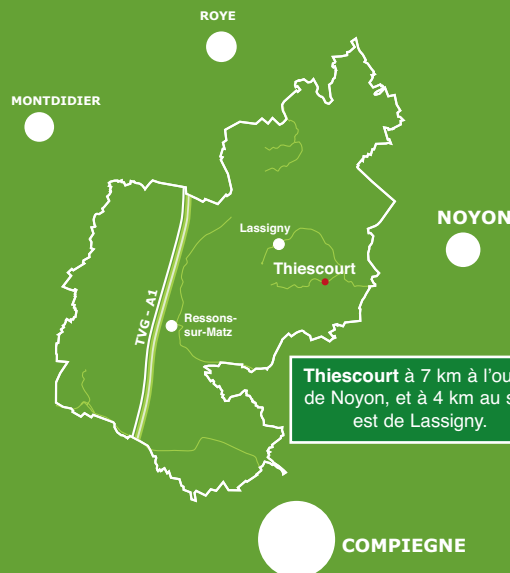 ROYE
MONTDIDIER
NOYON
Lassigny
Thiescourt
TVG - A1
Ressons-
sur-Matz
Thiescourt à 7 km à l'ou
de Noyon, et à 4 km au s
est de Lassigny.
COMPIEGNE